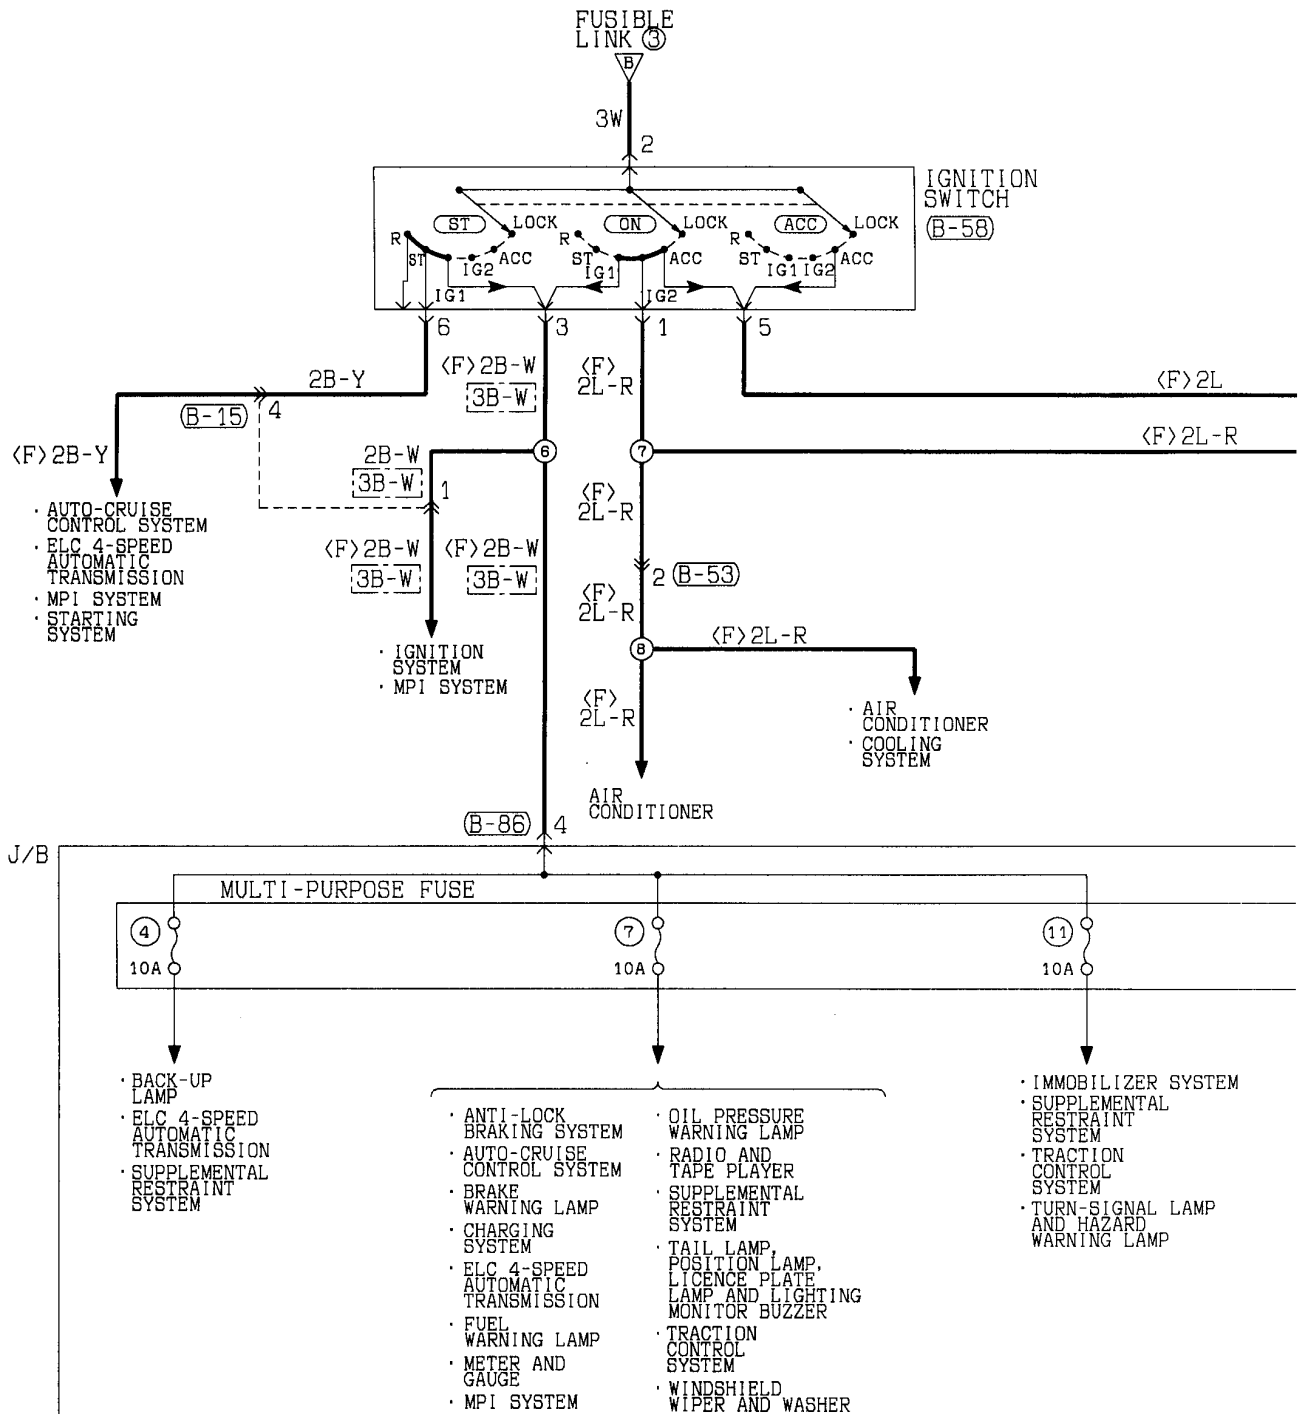 FUSIBLE
LINK ③
B
3W
2
IGNITION
SWITCH
(B-58)
ST
LOCK
ON
LOCK
ACC
LOCK
R
ST
IG2
ACC
IG1
R
ST
IG1
ACC
IG2
R
ST
IG1 IG2
ACC
6
3
1
5
2B-Y
<F>2B-W
3B-W
<F>
2L-R
<F>2L
(B-15)
4
<F>2L-R
<F>2B-Y
2B-W
3B-W
1
6
7
<F>
2L-R
· AUTO-CRUISE
CONTROL SYSTEM
· ELC 4-SPEED
AUTOMATIC
TRANSMISSION
· MPI SYSTEM
· STARTING
SYSTEM
<F>2B-W
3B-W
<F>2B-W
3B-W
2 (B-53)
<F>
2L-R
<F>2L-R
8
· IGNITION
SYSTEM
· MPI SYSTEM
<F>
2L-R
· AIR
CONDITIONER
· COOLING
SYSTEM
AIR
CONDITIONER
(B-86) 4
J/B
MULTI-PURPOSE FUSE
4
10A
7
10A
11
10A
· BACK-UP
LAMP
· ELC 4-SPEED
AUTOMATIC
TRANSMISSION
· SUPPLEMENTAL
RESTRAINT
SYSTEM
· ANTI-LOCK
BRAKING SYSTEM
· AUTO-CRUISE
CONTROL SYSTEM
· BRAKE
WARNING LAMP
· CHARGING
SYSTEM
· ELC 4-SPEED
AUTOMATIC
TRANSMISSION
· FUEL
WARNING LAMP
· METER AND
GAUGE
· MPI SYSTEM
· OIL PRESSURE
WARNING LAMP
· RADIO AND
TAPE PLAYER
· SUPPLEMENTAL
RESTRAINT
SYSTEM
· TAIL LAMP,
POSITION LAMP,
LICENCE PLATE
LAMP AND LIGHTING
MONITOR BUZZER
· TRACTION
CONTROL
SYSTEM
· WINDSHIELD
WIPER AND WASHER
· IMMOBILIZER SYSTEM
· SUPPLEMENTAL
RESTRAINT
SYSTEM
· TRACTION
CONTROL
SYSTEM
· TURN-SIGNAL LAMP
AND HAZARD
WARNING LAMP